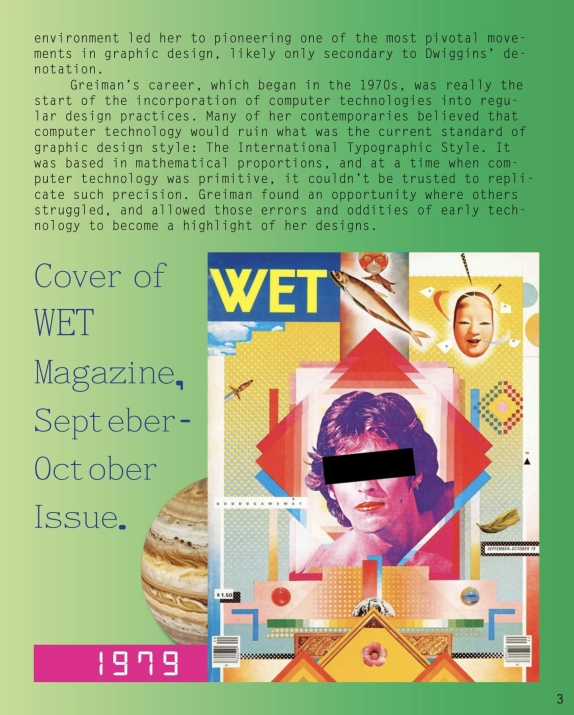 environment led her to pioneering one of the most pivotal move-
ments in graphic design, likely only secondary to Dwiggins’ de-
notation.
Greiman’s career, which began in the 1970s, was really the
start of the incorporation of computer technologies into regu-
lar design practices. Many of her contemporaries believed that
computer technology would ruin what was the current standard of
graphic design style: The International Typographic Style. It
was based in mathematical proportions, and at a time when com-
puter technology was primitive, it couldn’t be trusted to repli-
cate such precision. Greiman found an opportunity where others
struggled, and allowed those errors and oddities of early tech-
nology to become a highlight of her designs.
Cover of
WET
Magazine,
Septeber-
October
Issue.
1979
WET
SEPTEMBER-OCTOBER 79
$1.50
3